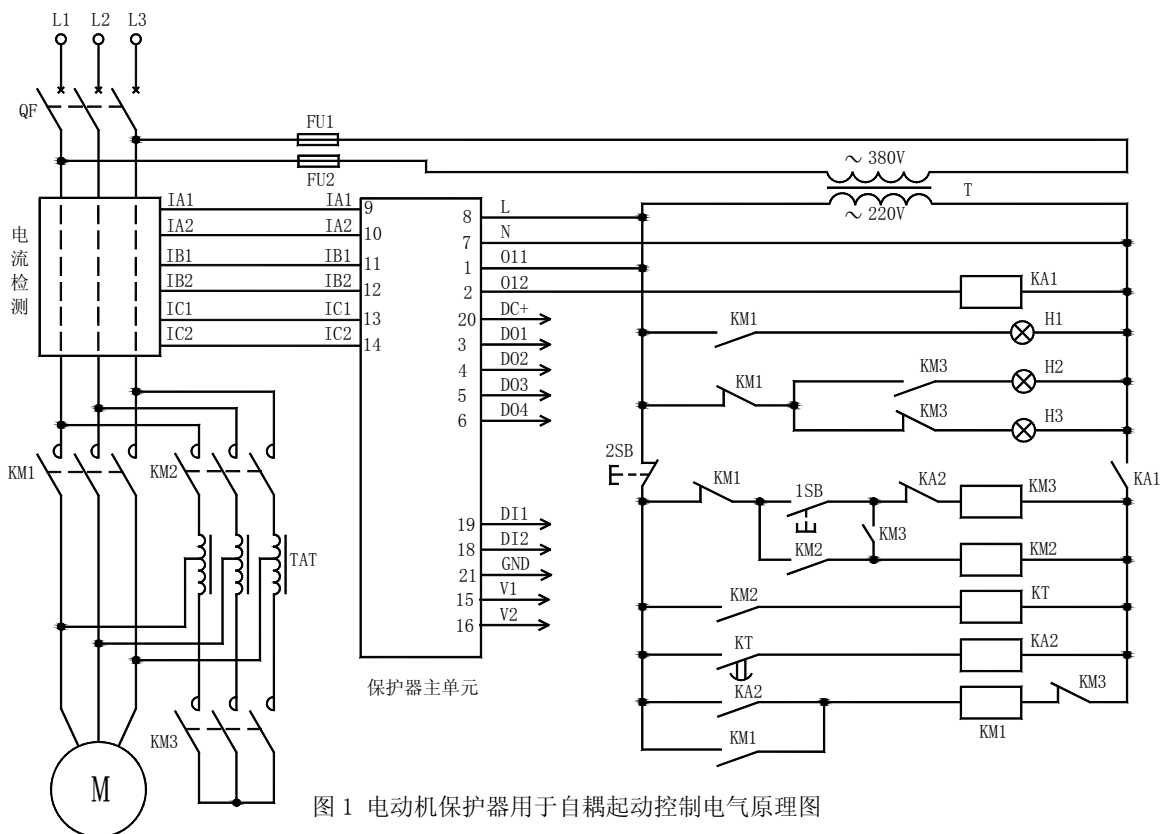 L1 L2 L3
QF
FU1
FU2
～380V
T
～220V
电流检测
IA1 IA1 9
IA2 IA2 10
IB1 IB1 11
IB2 IB2 12
IC1 IC1 13
IC2 IC2 14
8 L
7 N
1 O11
2 O12
20 DC+
3 DO1
4 DO2
5 DO3
6 DO4
19 DI1
18 DI2
21 GND
15 V1
16 V2
保护器主单元
KA1
KM1 H1
KM1 KM3 H2
KM3 H3
2SB
KM1 1SB KA2 KM3 KA1
KM3
KM2 KM2
KM2 KT
KT KA2
KA2 KM3
KM1
KM1
KM1 KM2
TAT
KM3
M
图 1 电动机保护器用于自耦起动控制电气原理图